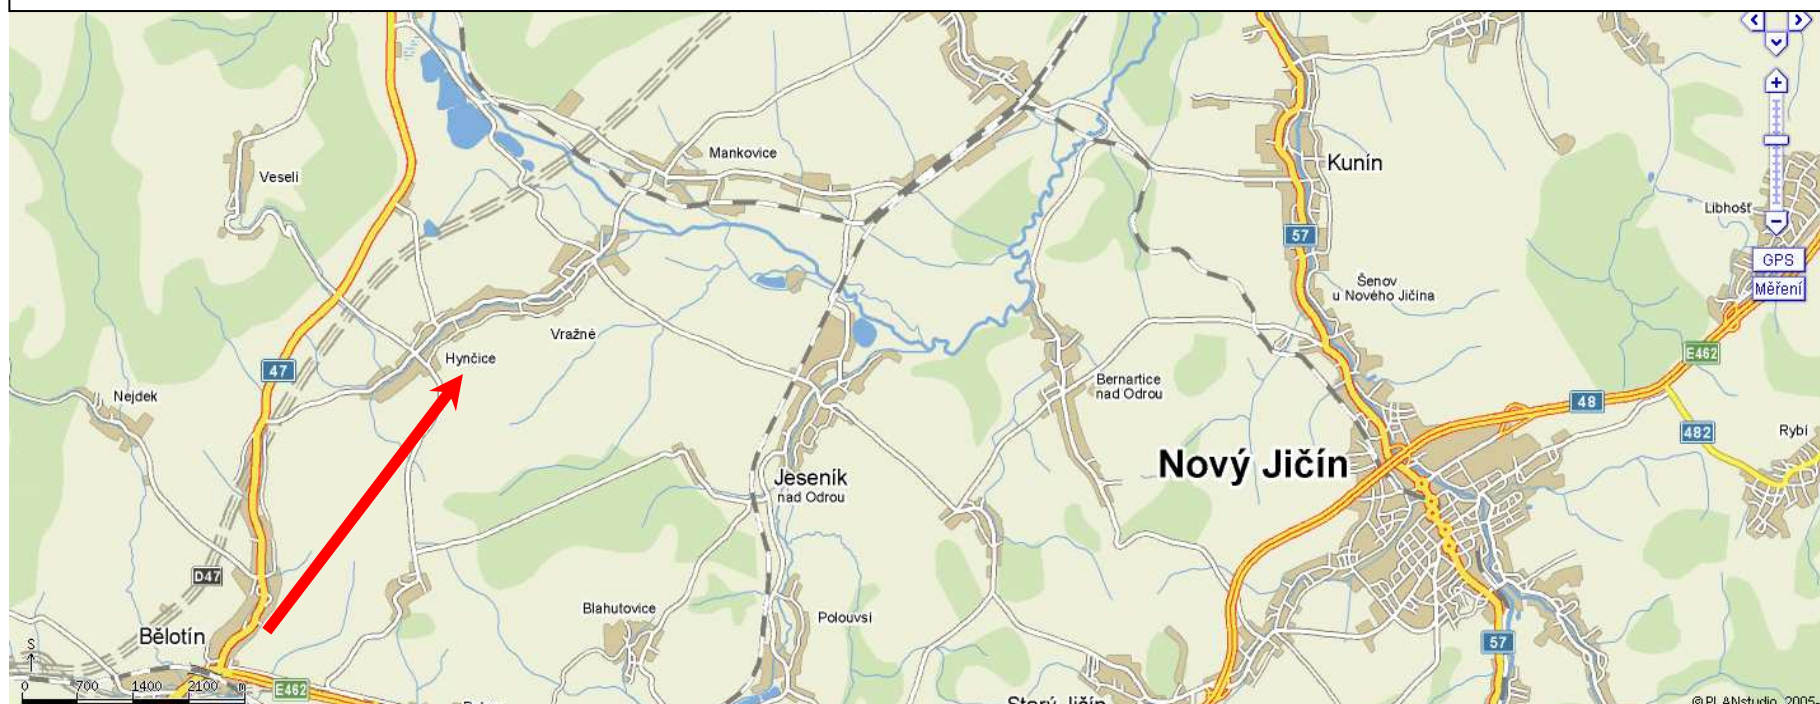 Mankovice
Veselí
Kunín
Libhošť
57
GPS
Měření
Šenov
u Nového Jičína
Vražné
Hynčice
47
E462
Nejdek
Bernartice
nad Odrou
48
482
Rybí
Nový Jičín
Jeseník
nad Odrou
D47
Blahutovice
Polouvsí
Bělotín
57
S
0 700 1400 2100 m
E462
Starý Jičín
©PLANstudio, 2005